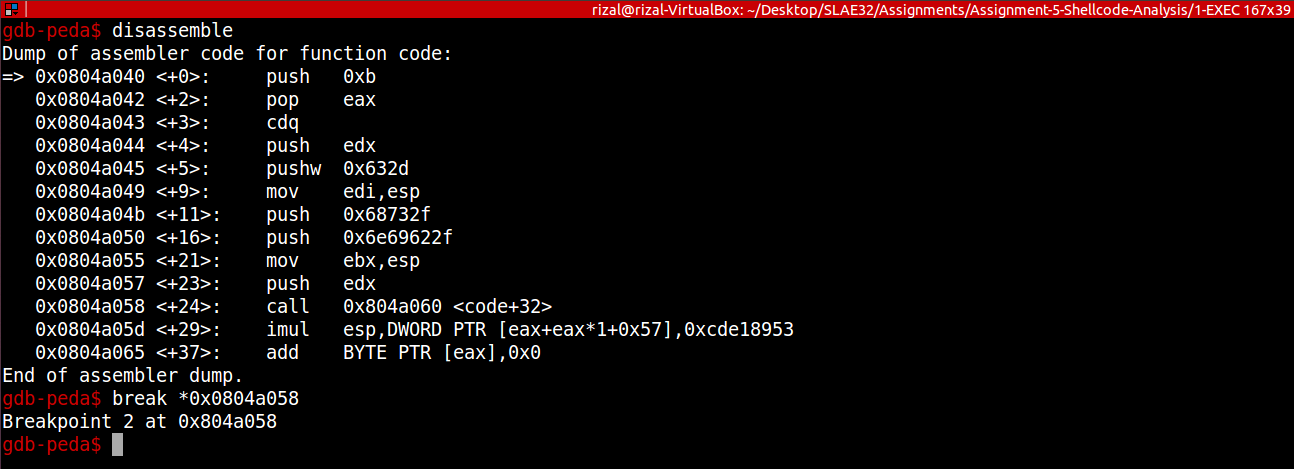 rizal@rizal-VirtualBox: ~/Desktop/SLAE32/Assignments/Assignment-5-Shellcode-Analysis/1-EXEC 167x39
gdb-peda$ disassemble
Dump of assembler code for function code:
=> 0x0804a040 <+0>:     push   0xb
   0x0804a042 <+2>:     pop    eax
   0x0804a043 <+3>:     cdq
   0x0804a044 <+4>:     push   edx
   0x0804a045 <+5>:     pushw  0x632d
   0x0804a049 <+9>:     mov    edi,esp
   0x0804a04b <+11>:    push   0x68732f
   0x0804a050 <+16>:    push   0x6e69622f
   0x0804a055 <+21>:    mov    ebx,esp
   0x0804a057 <+23>:    push   edx
   0x0804a058 <+24>:    call   0x804a060 <code+32>
   0x0804a05d <+29>:    imul   esp,DWORD PTR [eax+eax*1+0x57],0xcde18953
   0x0804a065 <+37>:    add    BYTE PTR [eax],0x0
End of assembler dump.
gdb-peda$ break *0x0804a058
Breakpoint 2 at 0x804a058
gdb-peda$